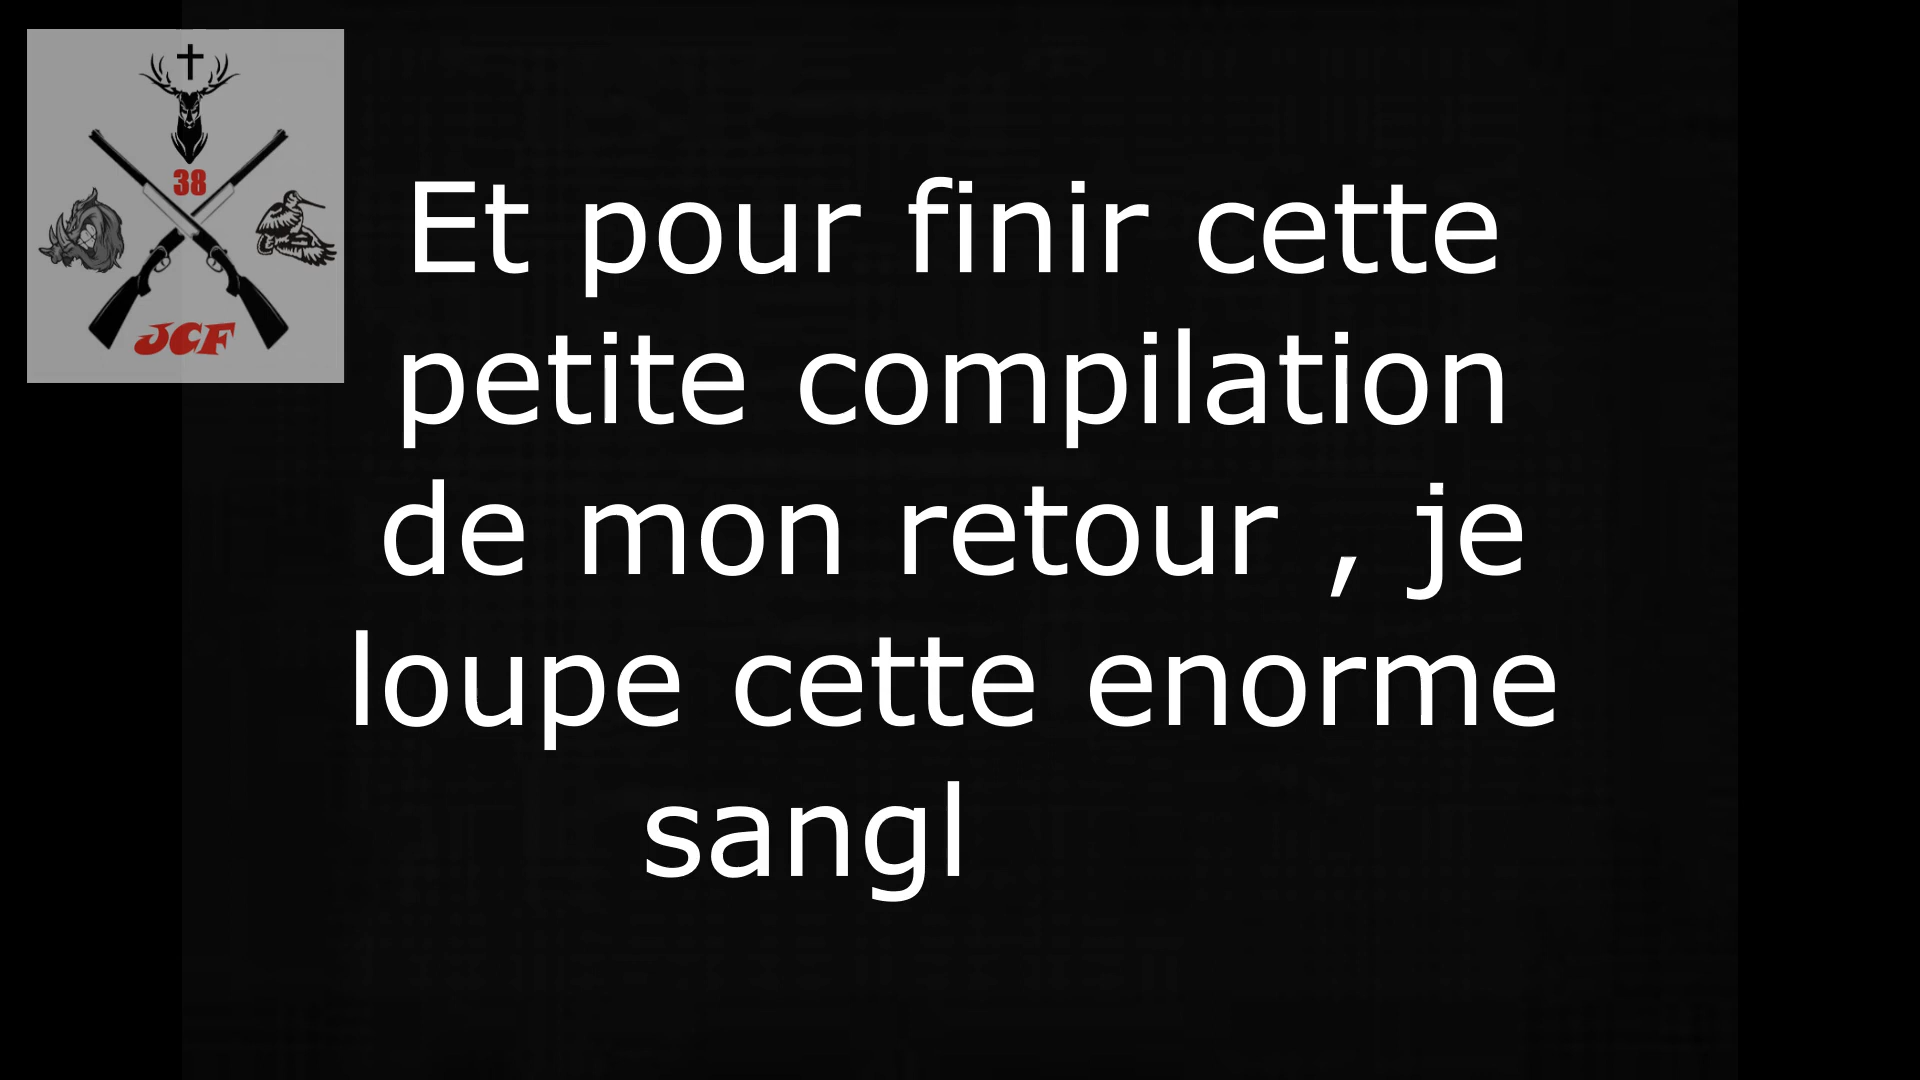 38
JCF
Et pour finir cette
petite compilation
de mon retour , je
loupe cette enorme
sangl